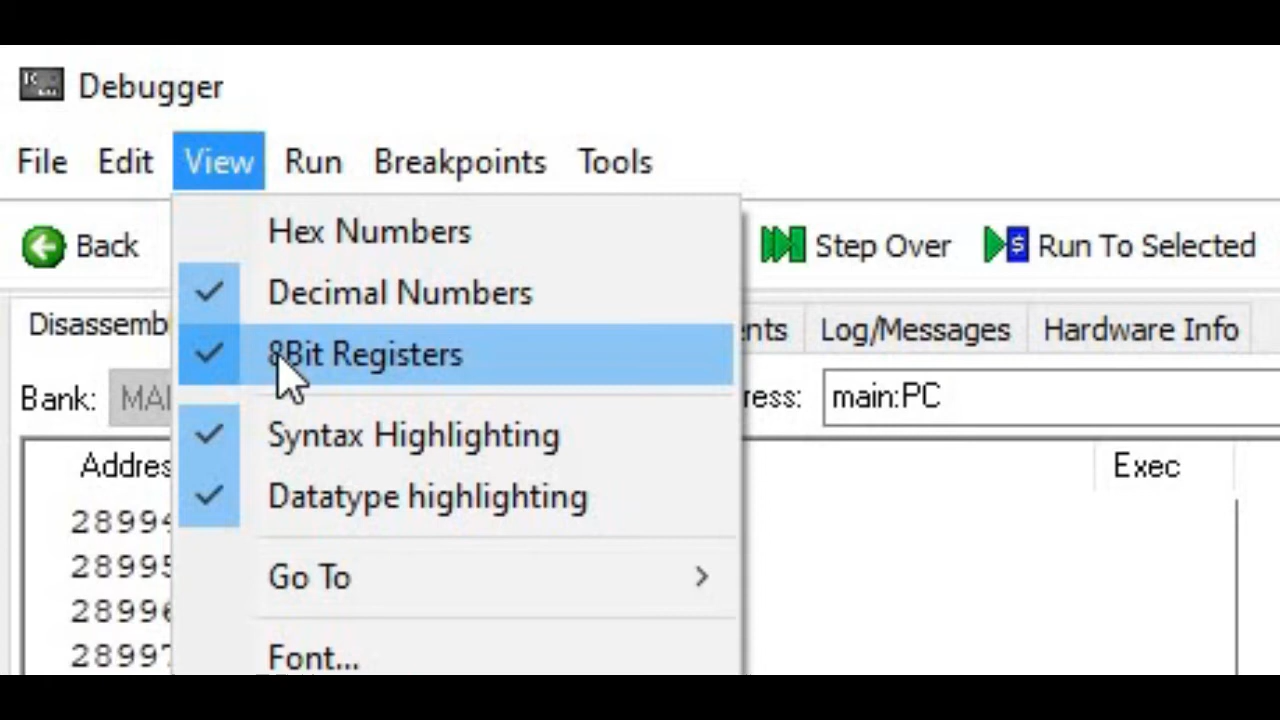 Debugger
File Edit View Run Breakpoints Tools
Back Step Over Run To Selected
Hex Numbers
Decimal Numbers
Log/Messages Hardware Info
8Bit Registers
Bank: main:PC
Syntax Highlighting
Exec
Datatype highlighting
Go To
Font...